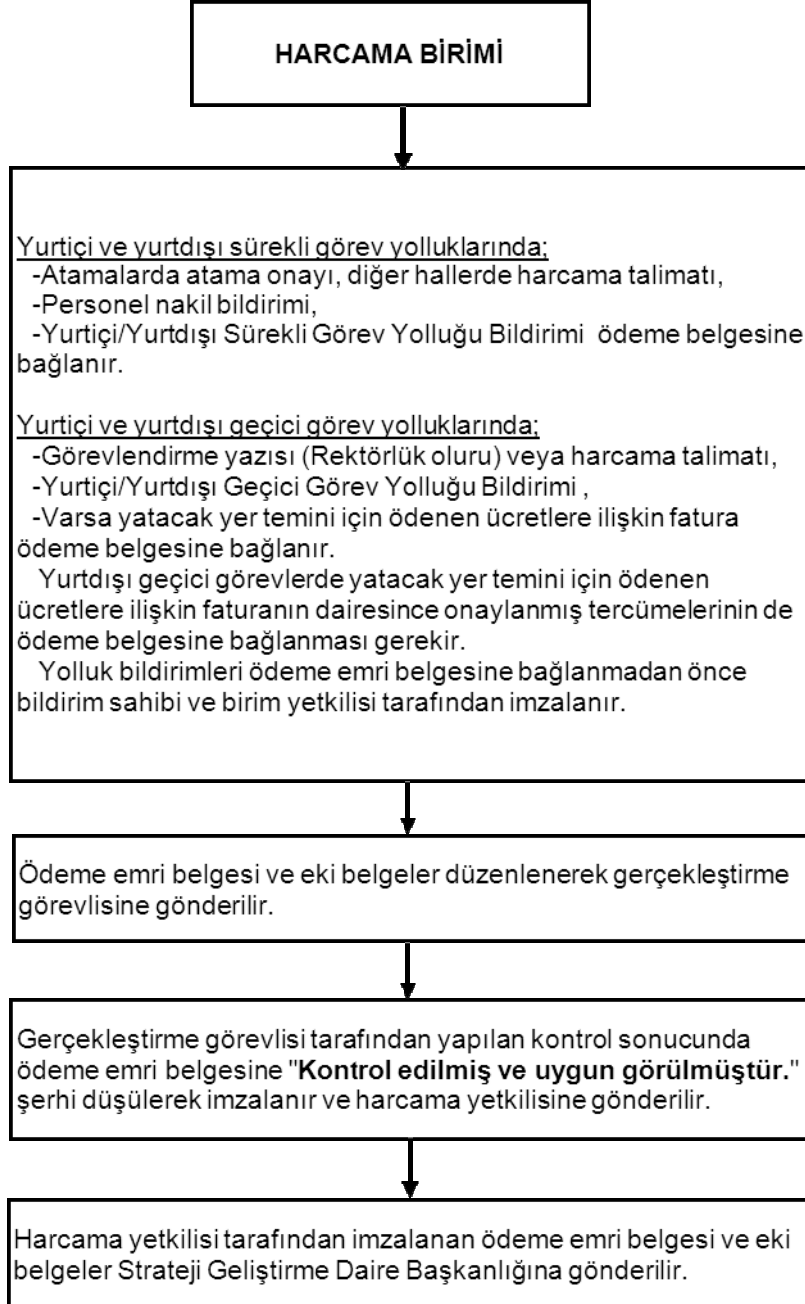 HARCAMA BİRİMİ
Yurtiçi ve yurtdışı sürekli görev yolluklarında;
-Atamalarda atama onayı, diğer hallerde harcama talimatı,
-Personel nakil bildirimi,
-Yurtiçi/Yurtdışı Sürekli Görev Yolluğu Bildirimi ödeme belgesine
bağlanır.
Yurtiçi ve yurtdışı geçici görev yolluklarında;
-Görevlendirme yazısı (Rektörlük oluru) veya harcama talimatı,
-Yurtiçi/Yurtdışı Geçici Görev Yolluğu Bildirimi ,
-Varsa yatacak yer temini için ödenen ücretlere ilişkin fatura
ödeme belgesine bağlanır.
Yurtdışı geçici görevlerde yatacak yer temini için ödenen
ücretlere ilişkin faturanın dairesince onaylanmış tercümelerinin de
ödeme belgesine bağlanması gerekir.
Yolluk bildirimleri ödeme emri belgesine bağlanmadan önce
bildirim sahibi ve birim yetkilisi tarafından imzalanır.
Ödeme emri belgesi ve eki belgeler düzenlenerek gerçekleştirme
görevlisine gönderilir.
Gerçekleştirme görevlisi tarafından yapılan kontrol sonucunda
ödeme emri belgesine "Kontrol edilmiş ve uygun görülmüştür."
şerhi düşülerek imzalanır ve harcama yetkilisine gönderilir.
Harcama yetkilisi tarafından imzalanan ödeme emri belgesi ve eki
belgeler Strateji Geliştirme Daire Başkanlığına gönderilir.